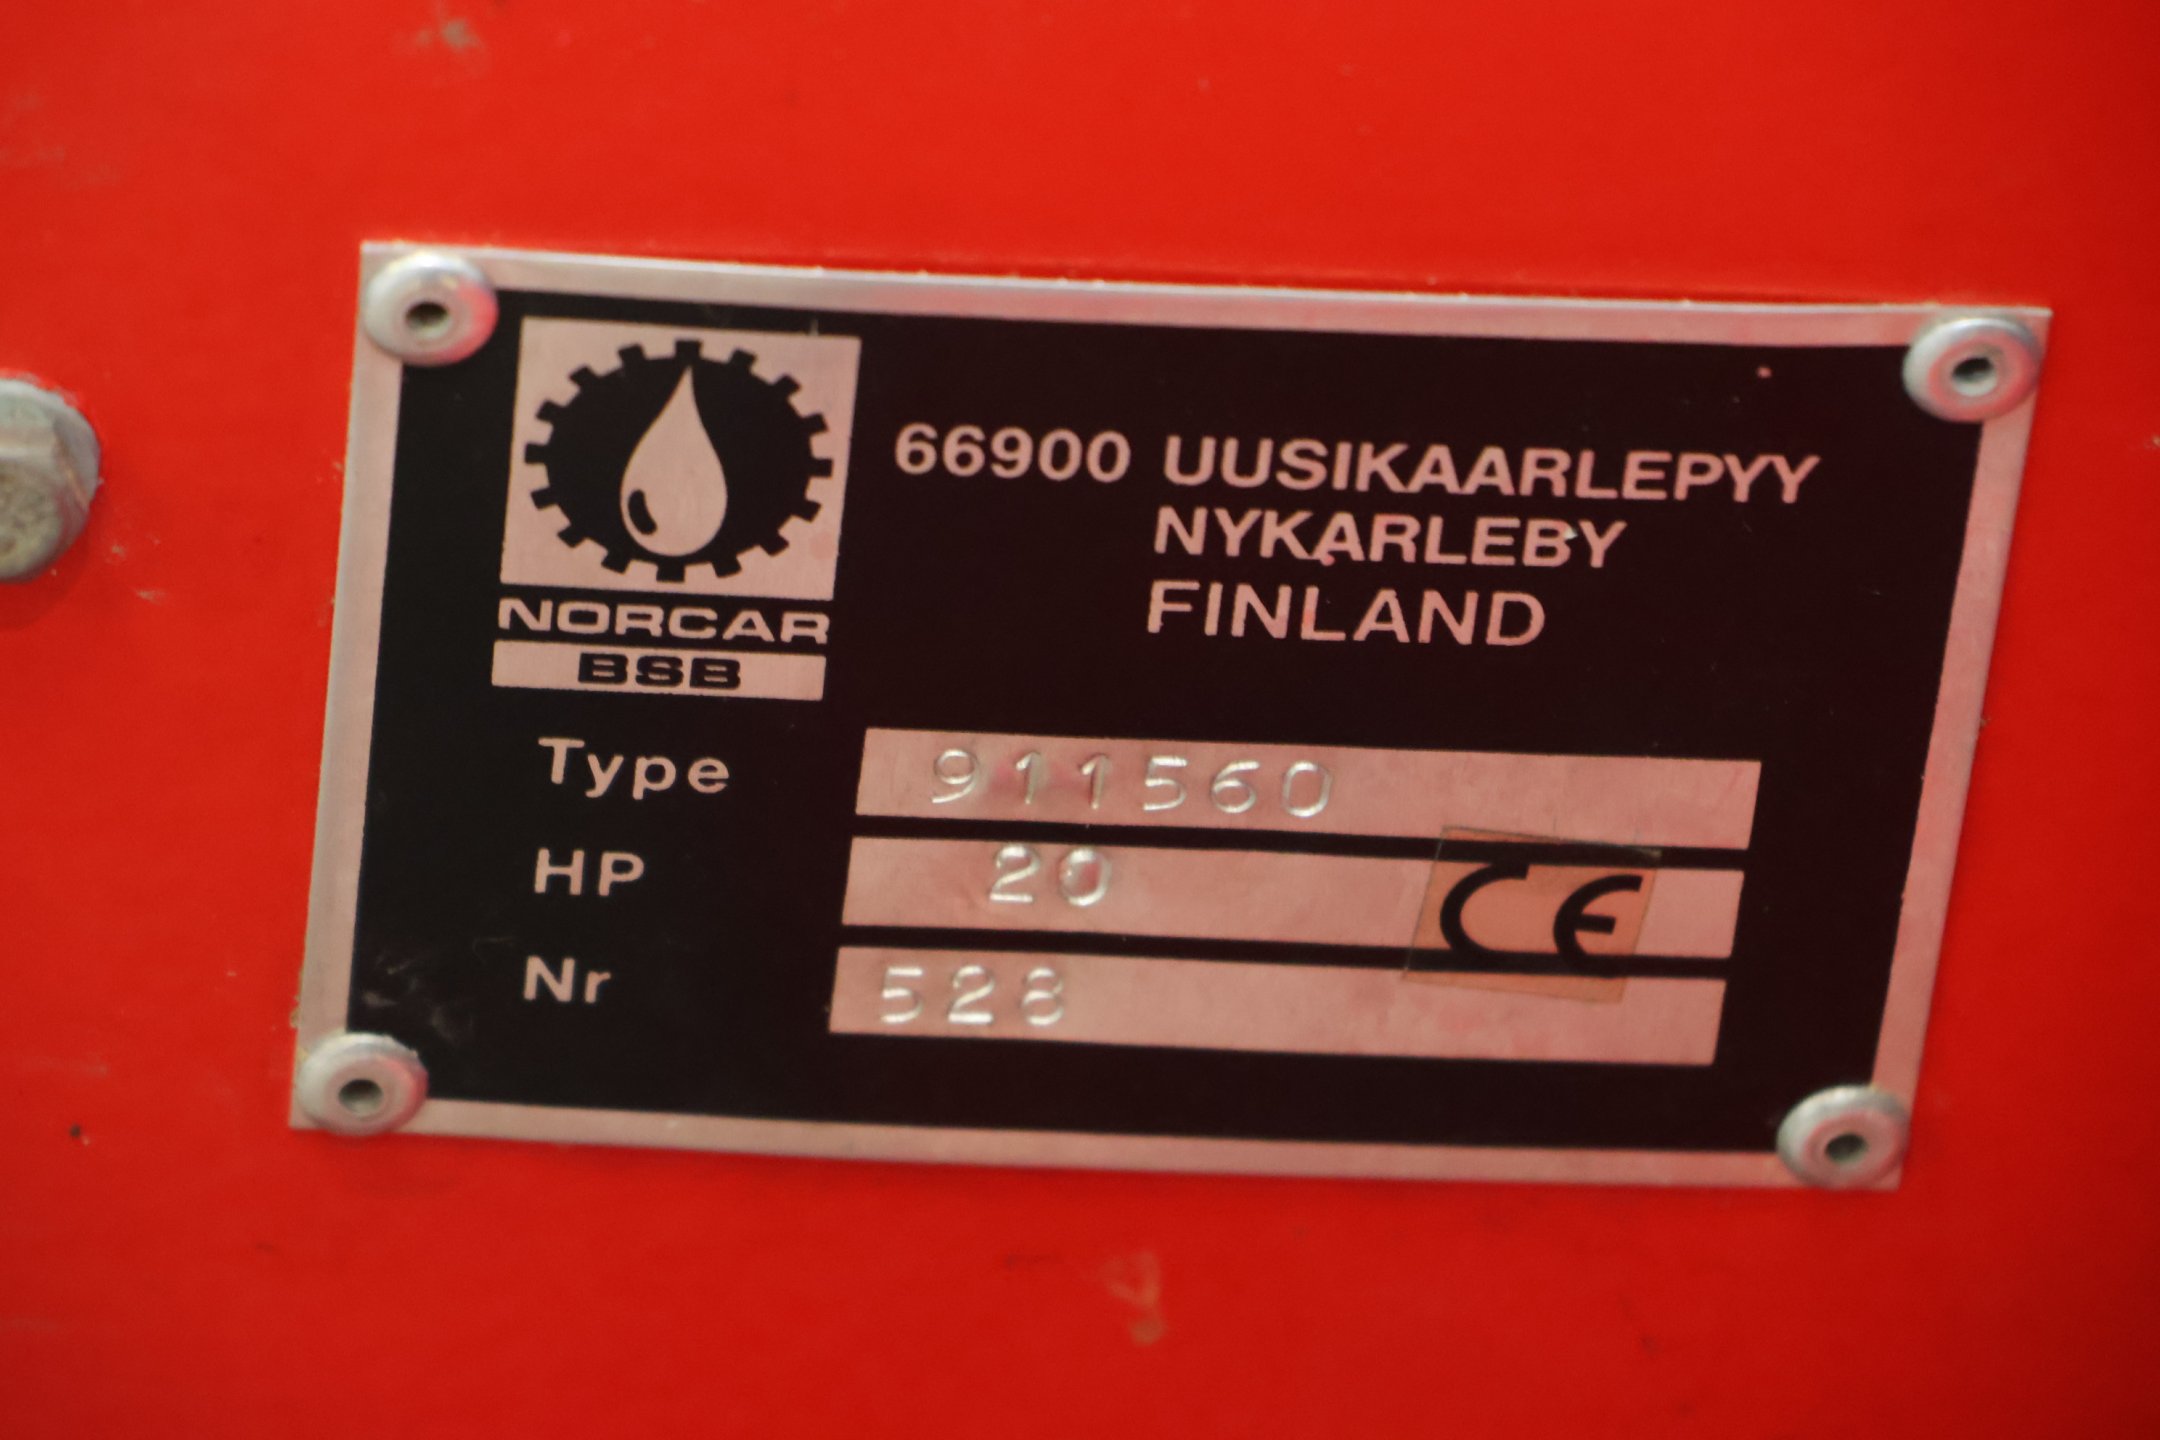 NORCAR
BSB
66900 UUSIKAARLEPYY
NYKARLEBY
FINLAND
Type 911560
HP 20
CE
Nr 528